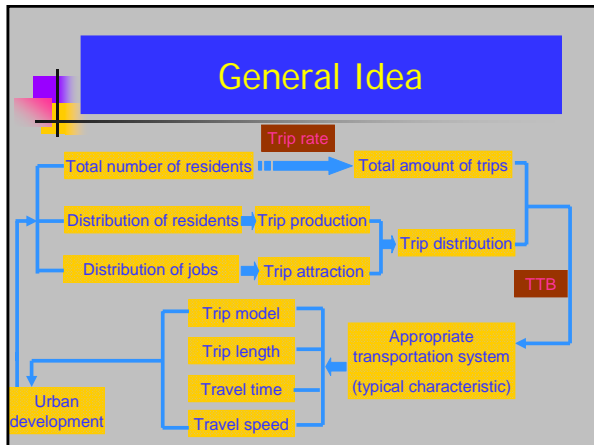 General Idea
Trip rate
Total number of residents
Total amount of trips
Distribution of residents
Trip production
Trip distribution
Distribution of jobs
Trip attraction
TTB
Trip model
Trip length
Travel time
Travel speed
Appropriate
transportation system
(typical characteristic)
Urban
development